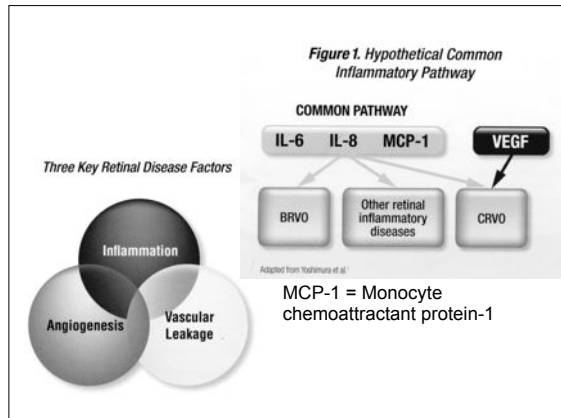 Figure 1. Hypothetical Common
Inflammatory Pathway
COMMON PATHWAY
IL-6 IL-8 MCP-1
VEGF
BRVO
Other retinal
inflammatory
diseases
CRVO
Adapted from Yoshimura et al.¹
MCP-1 = Monocyte
chemoattractant protein-1
Three Key Retinal Disease Factors
Inflammation
Angiogenesis
Vascular
Leakage